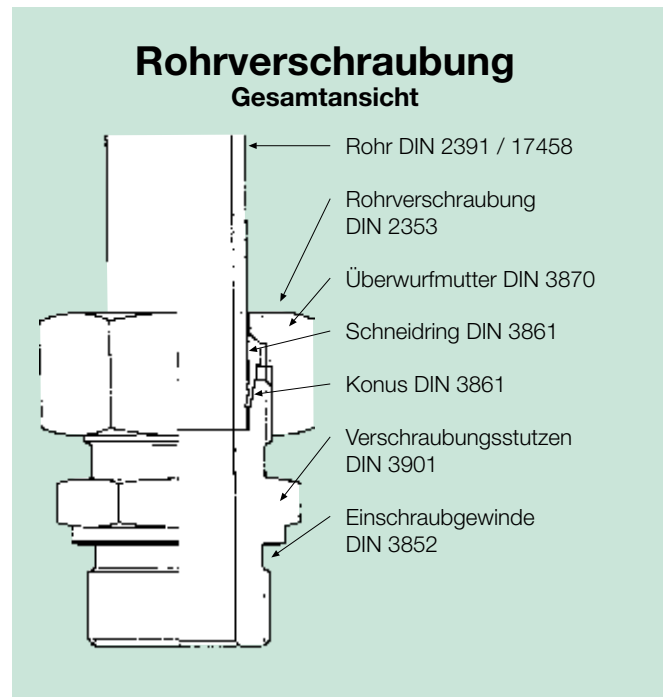 Rohrverschraubung
Gesamtansicht
Rohr DIN 2391 / 17458
Rohrverschraubung
DIN 2353
Überwurfmutter DIN 3870
Schneidring DIN 3861
Konus DIN 3861
Verschraubungsstutzen
DIN 3901
Einschraubgewinde
DIN 3852